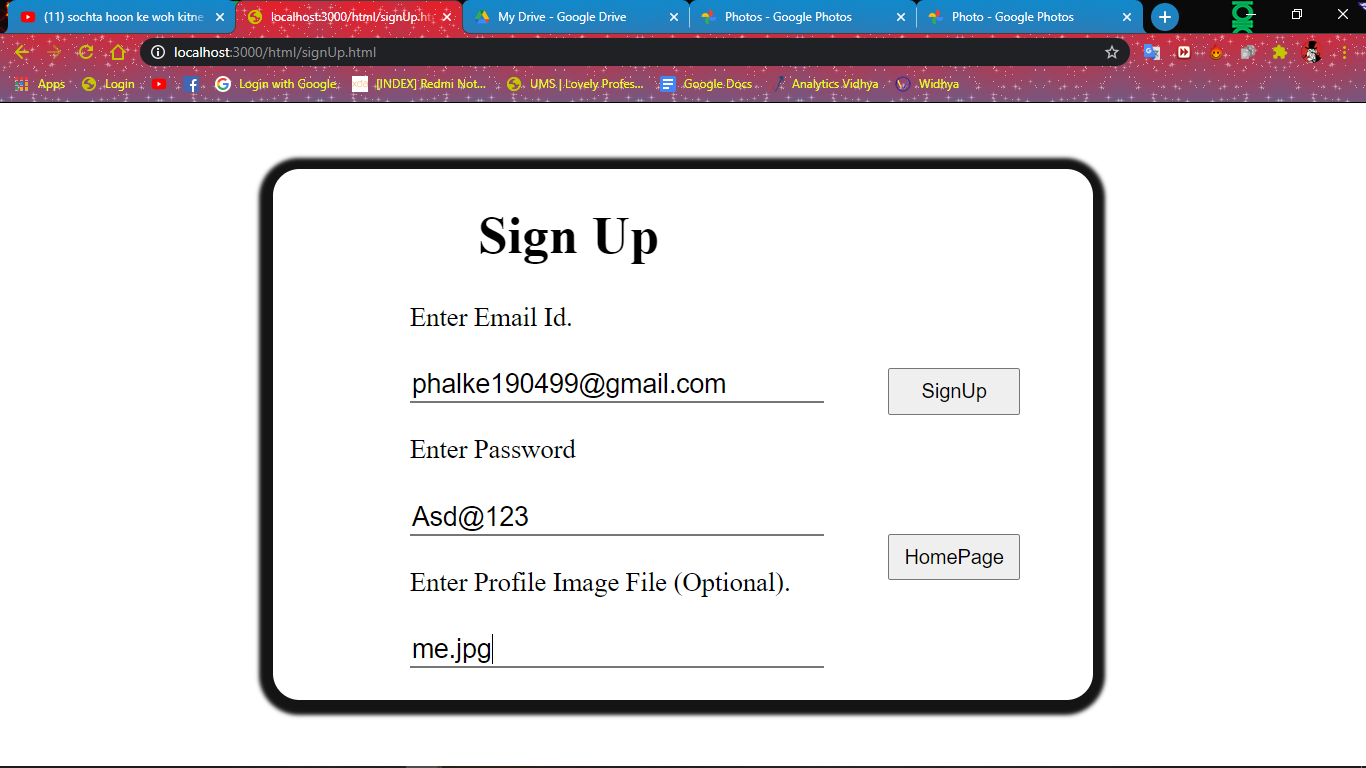 (11) sochta hoon ke woh kitne
localhost:3000/html/signUp.ht
My Drive - Google Drive
Photos - Google Photos
Photo - Google Photos
localhost:3000/html/signUp.html
Apps
Login
Login with Google
[INDEX] Redmi Not...
UMS | Lovely Profes...
Google Docs
Analytics Vidhya
Widhya
Sign Up
Enter Email Id.
phalke190499@gmail.com
SignUp
Enter Password
Asd@123
HomePage
Enter Profile Image File (Optional).
me.jpg